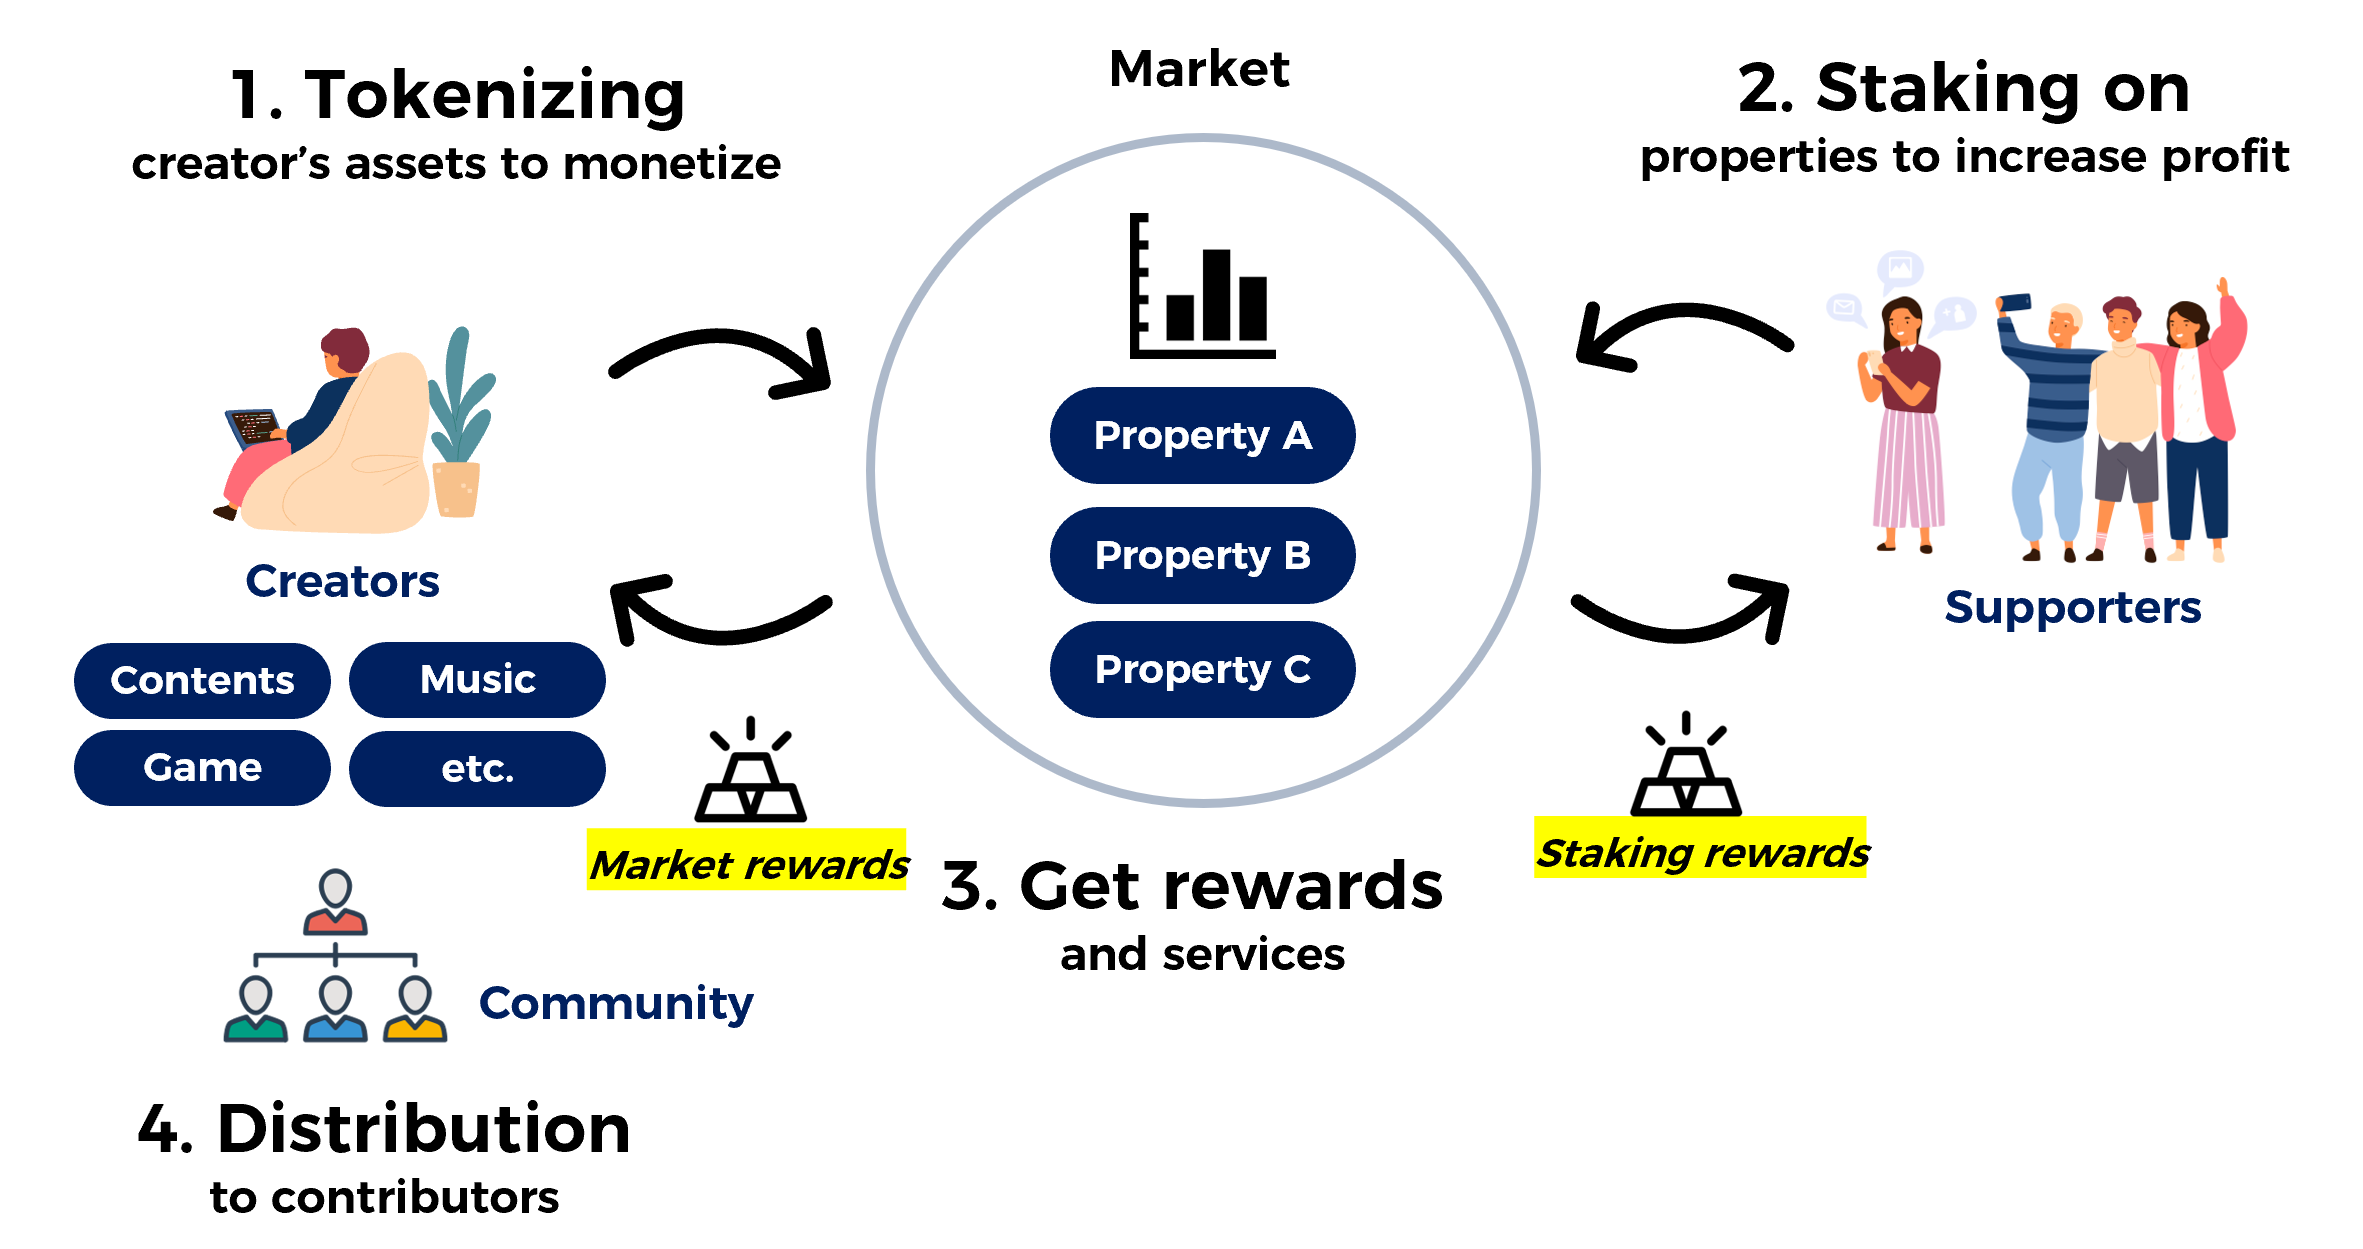 1. Tokenizing
creator’s assets to monetize
Market
2. Staking on
properties to increase profit
Property A
Property B
Property C
Creators
Contents
Music
Game
etc.
Supporters
Market rewards
Staking rewards
3. Get rewards
and services
Community
4. Distribution
to contributors